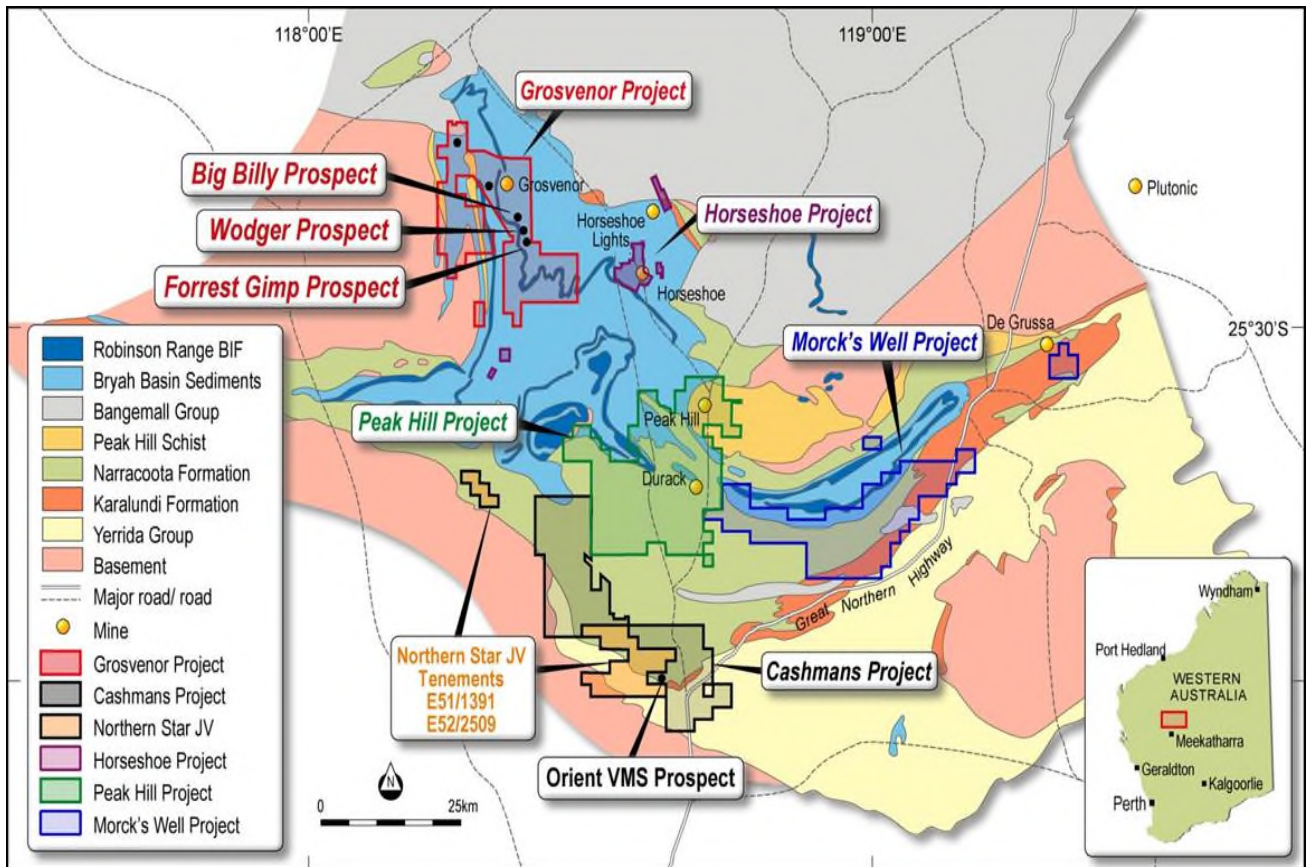 118°00'E
119°00'E
Grosvenor Project
Big Billy Prospect
Grosvenor
Plutonic
Wodger Prospect
Horseshoe
Lights
Horseshoe Project
Forrest Gimp Prospect
Horseshoe
De Grussa
25°30'S
Morck's Well Project
Peak Hill
Peak Hill Project
Durack
Great Northern Highway
Northern Star JV
Tenements
E51/1391
E52/2509
Cashmans Project
Orient VMS Prospect
N
0 25km
Robinson Range BIF
Bryah Basin Sediments
Bangemall Group
Peak Hill Schist
Narracoota Formation
Karalundi Formation
Yerrida Group
Basement
Major road/ road
Mine
Grosvenor Project
Cashmans Project
Northern Star JV
Horseshoe Project
Peak Hill Project
Morck's Well Project
Wyndham
Port Hedland
WESTERN
AUSTRALIA
Meekatharra
Geraldton
Kalgoorlie
Perth